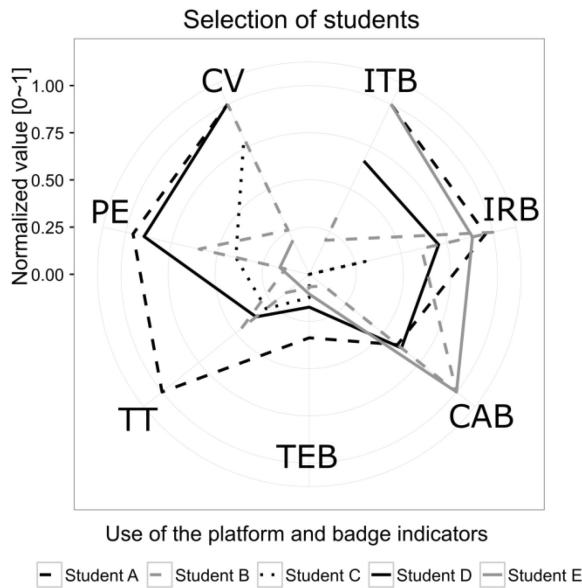 Selection of students
Normalized value [0~1]
1.00
0.75
0.50
0.25
0.00
CV
ITB
PE
IRB
TT
CAB
TEB
Use of the platform and badge indicators
Student A Student B Student C Student D Student E